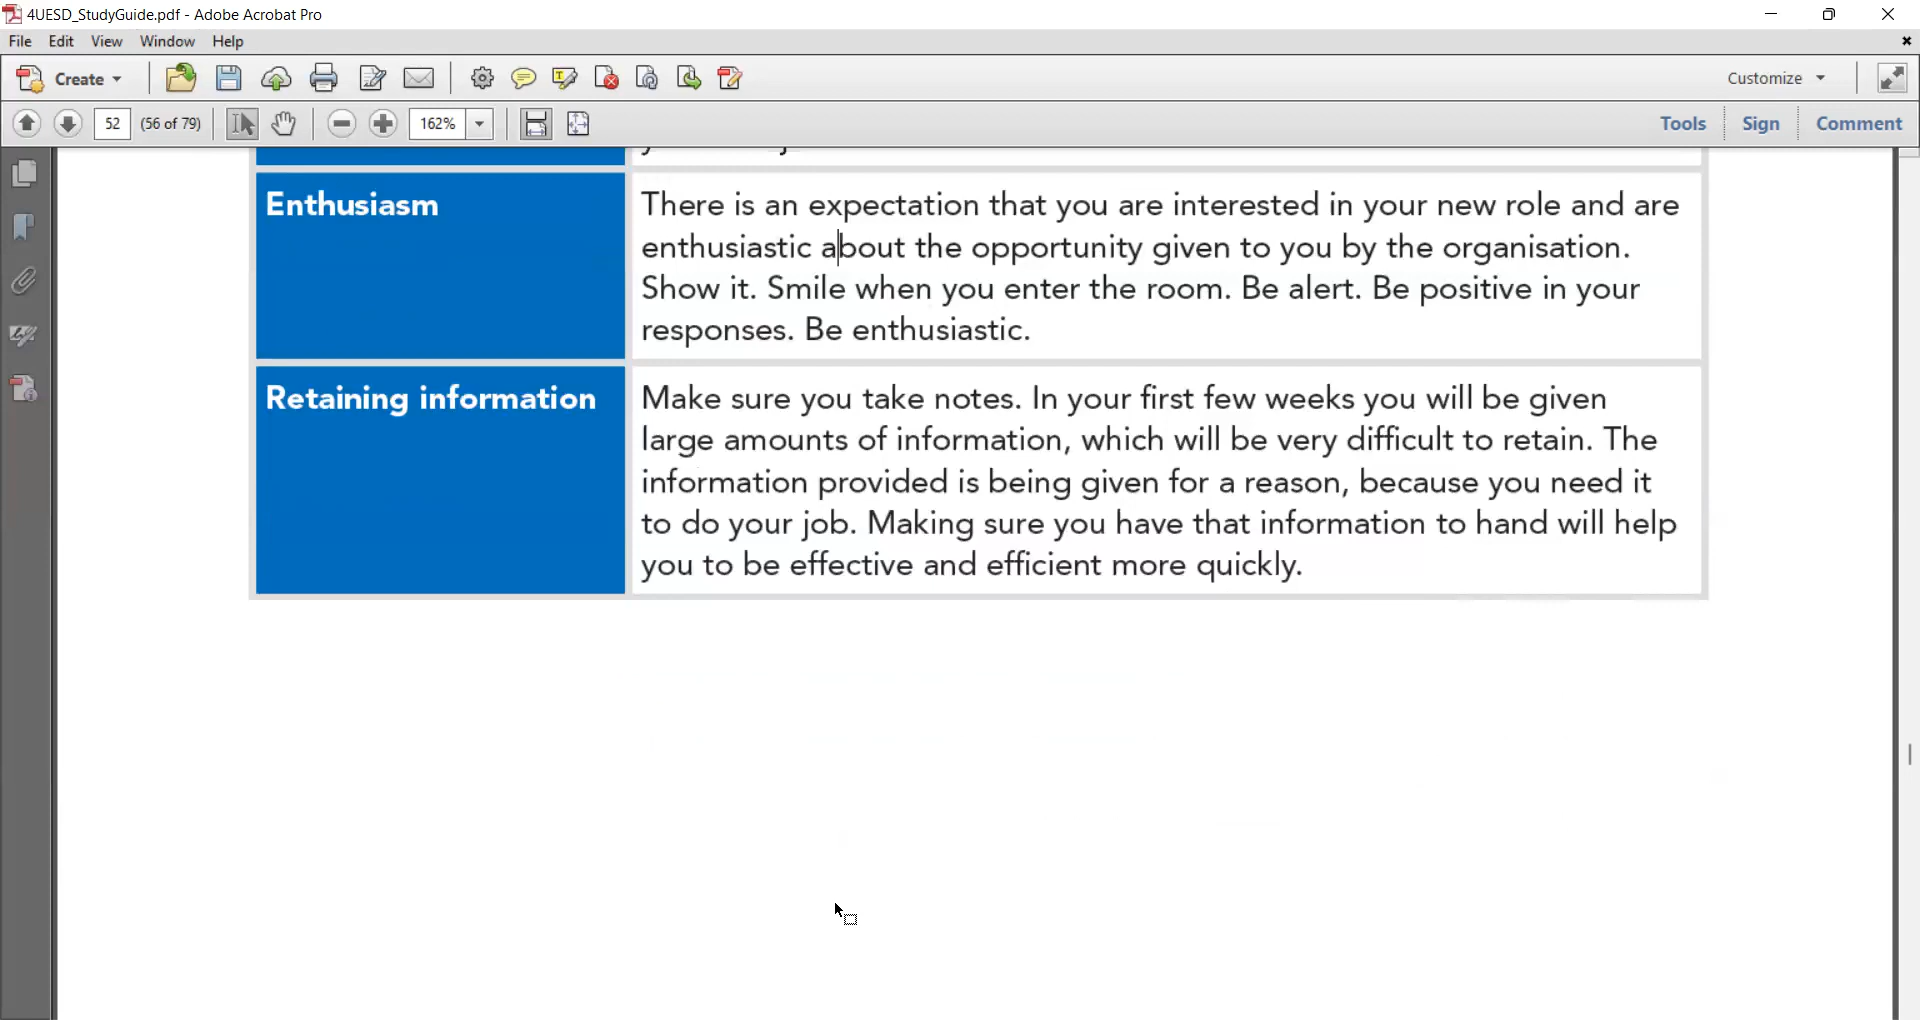 4UESD_StudyGuide.pdf - Adobe Acrobat Pro
File Edit View Window Help
Create Customize
52 (56 of 79) 162% Tools Sign Comment
Enthusiasm
There is an expectation that you are interested in your new role and are
enthusiastic about the opportunity given to you by the organisation.
Show it. Smile when you enter the room. Be alert. Be positive in your
responses. Be enthusiastic.
Retaining information
Make sure you take notes. In your first few weeks you will be given
large amounts of information, which will be very difficult to retain. The
information provided is being given for a reason, because you need it
to do your job. Making sure you have that information to hand will help
you to be effective and efficient more quickly.